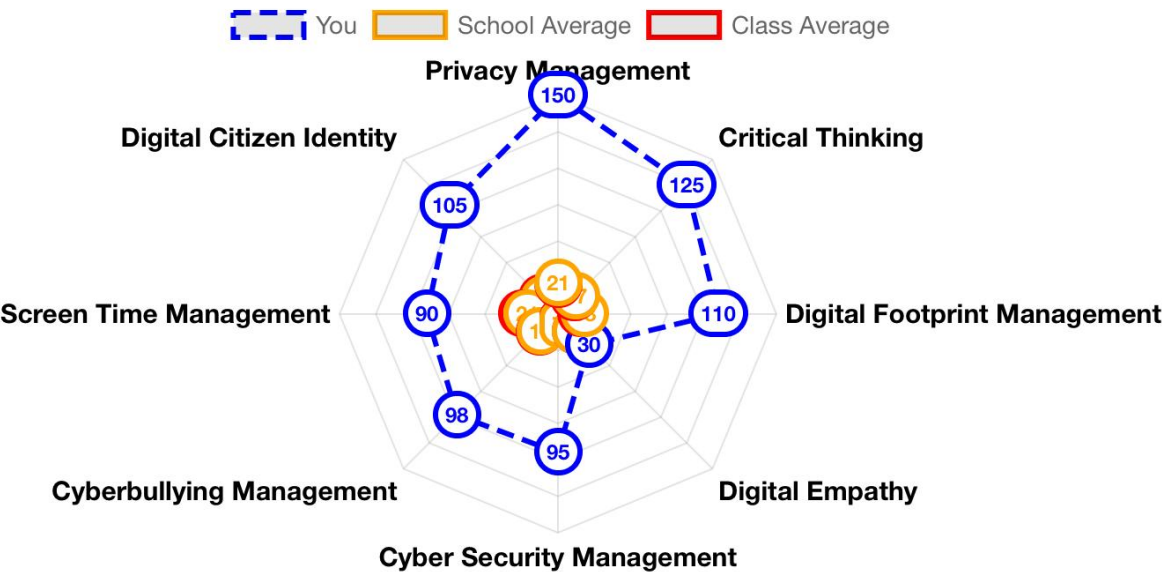 You School Average Class Average
Privacy Management
150
Digital Citizen Identity
Critical Thinking
125
105
21
Screen Time Management
90
110
Digital Footprint Management
30
98
95
Cyberbullying Management
Digital Empathy
Cyber Security Management